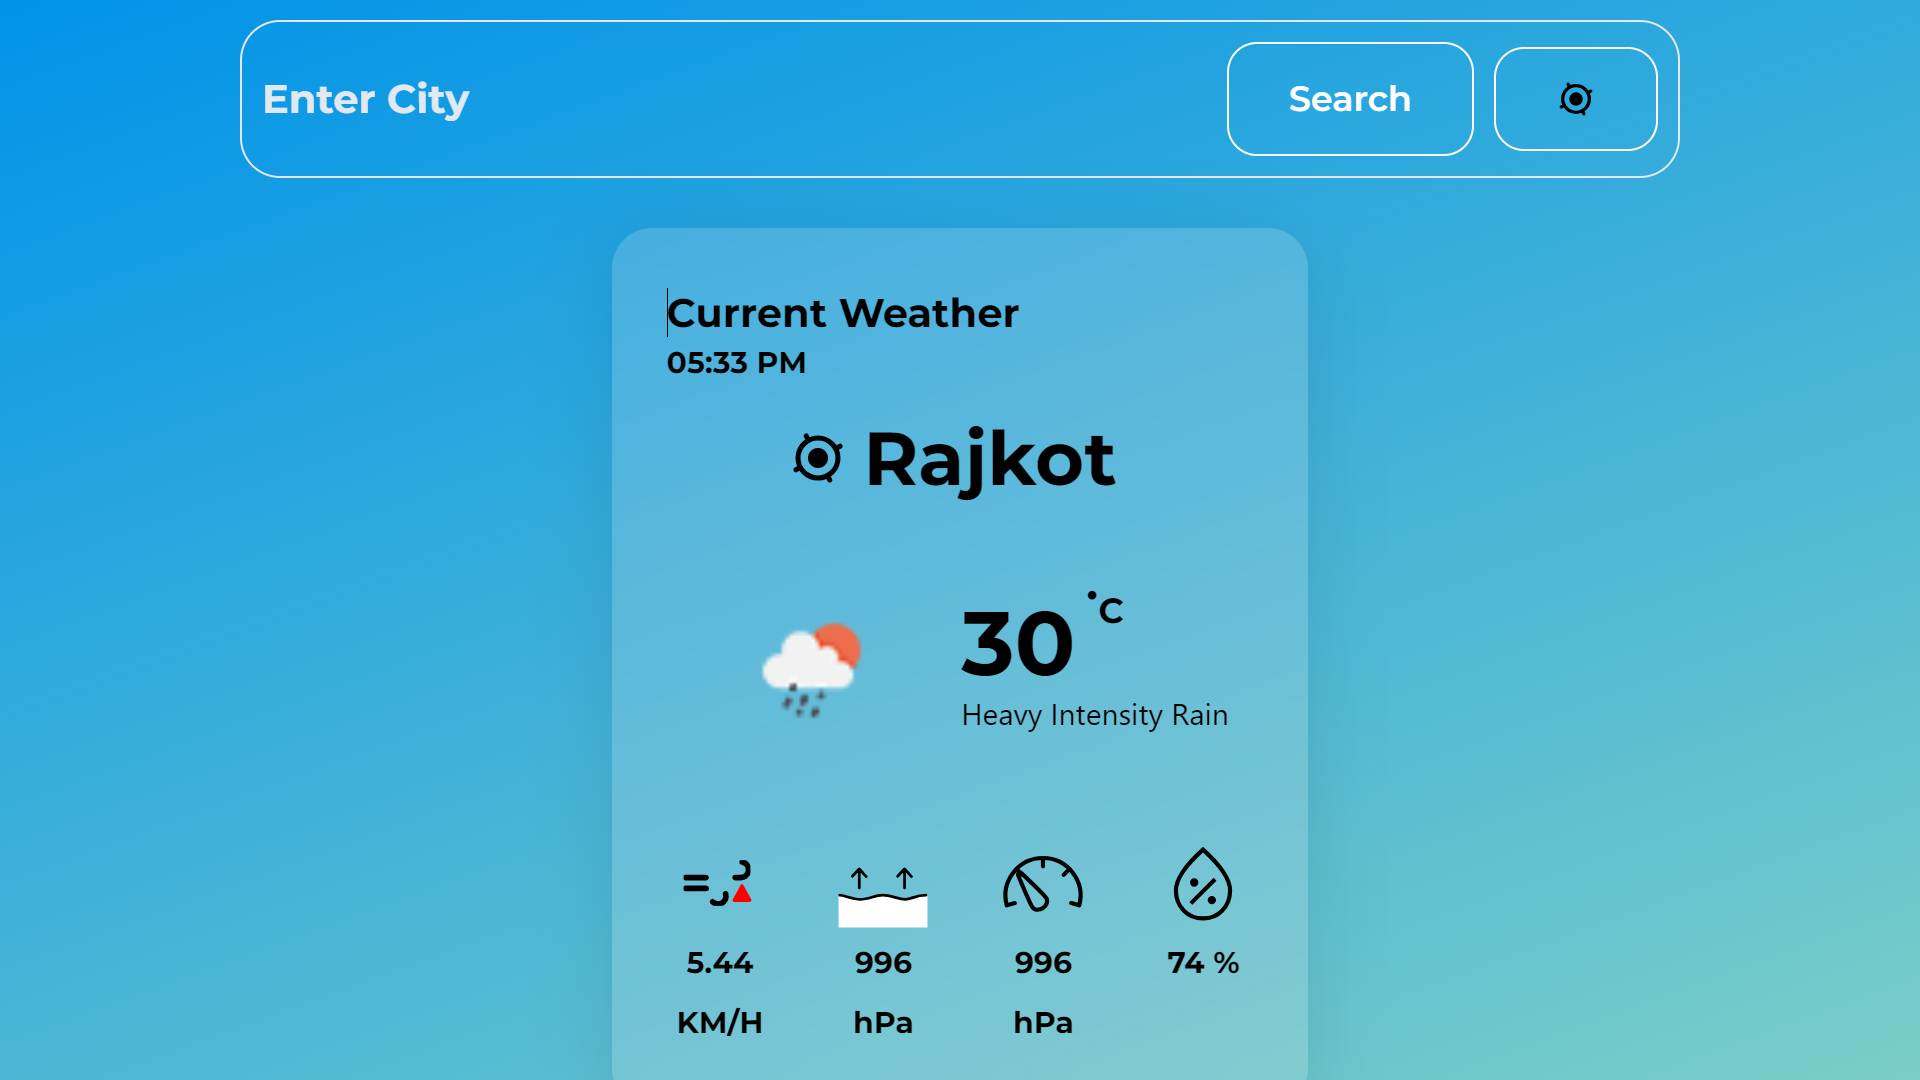 Enter City
Search
Current Weather
05:33 PM
Rajkot
30 °C
Heavy Intensity Rain
5.44 996 996 74 %
KM/H hPa hPa